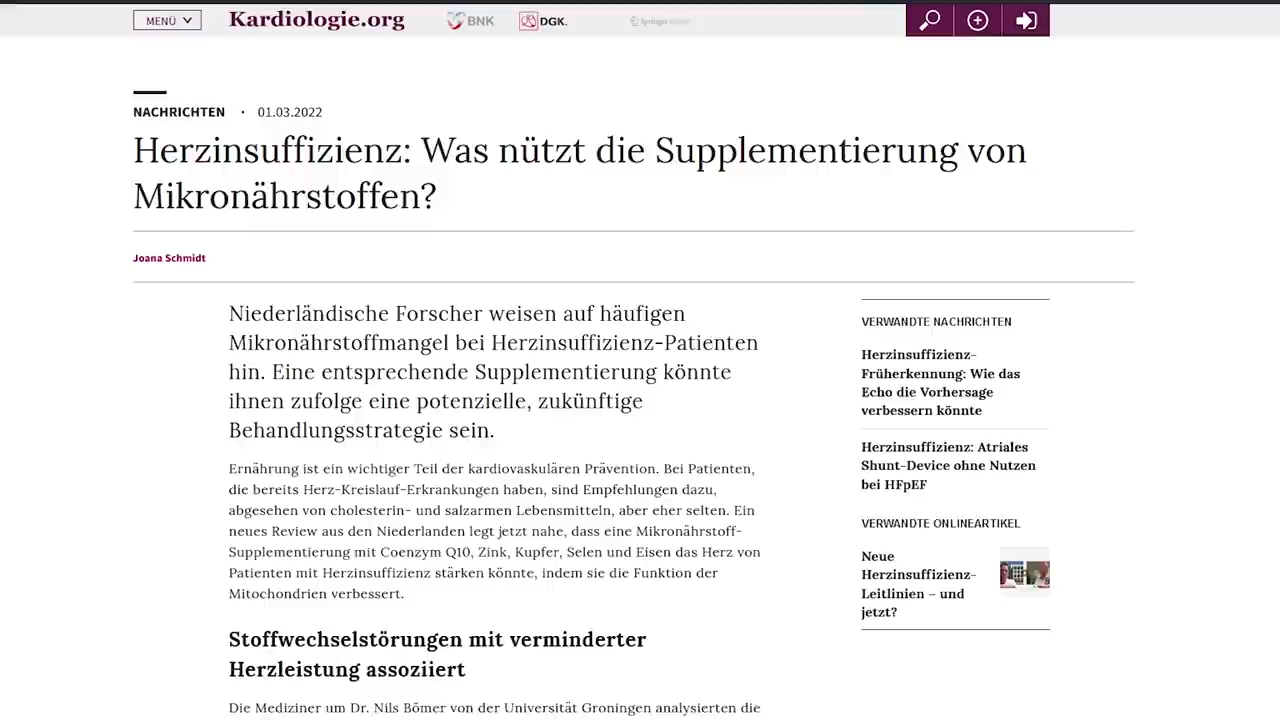 MENÜ
Kardiologie.org
BNK
DGK.
Springer
NACHRICHTEN · 01.03.2022
Herzinsuffizienz: Was nützt die Supplementierung von
Mikronährstoffen?
Joana Schmidt
Niederländische Forscher weisen auf häufigen
Mikronährstoffmangel bei Herzinsuffizienz-Patienten
hin. Eine entsprechende Supplementierung könnte
ihnen zufolge eine potenzielle, zukünftige
Behandlungsstrategie sein.
Ernährung ist ein wichtiger Teil der kardiovaskulären Prävention. Bei Patienten,
die bereits Herz-Kreislauf-Erkrankungen haben, sind Empfehlungen dazu,
abgesehen von cholesterin- und salzarmen Lebensmitteln, aber eher selten. Ein
neues Review aus den Niederlanden legt jetzt nahe, dass eine Mikronährstoff-
Supplementierung mit Coenzym Q10, Zink, Kupfer, Selen und Eisen das Herz von
Patienten mit Herzinsuffizienz stärken könnte, indem sie die Funktion der
Mitochondrien verbessert.
Stoffwechselstörungen mit verminderter
Herzleistung assoziiert
Die Mediziner um Dr. Nils Bömer von der Universität Groningen analysierten die
VERWANDTE NACHRICHTEN
Herzinsuffizienz-
Früherkennung: Wie das
Echo die Vorhersage
verbessern könnte
Herzinsuffizienz: Atriales
Shunt-Device ohne Nutzen
bei HFpEF
VERWANDTE ONLINEARTIKEL
Neue
Herzinsuffizienz-
Leitlinien – und
jetzt?